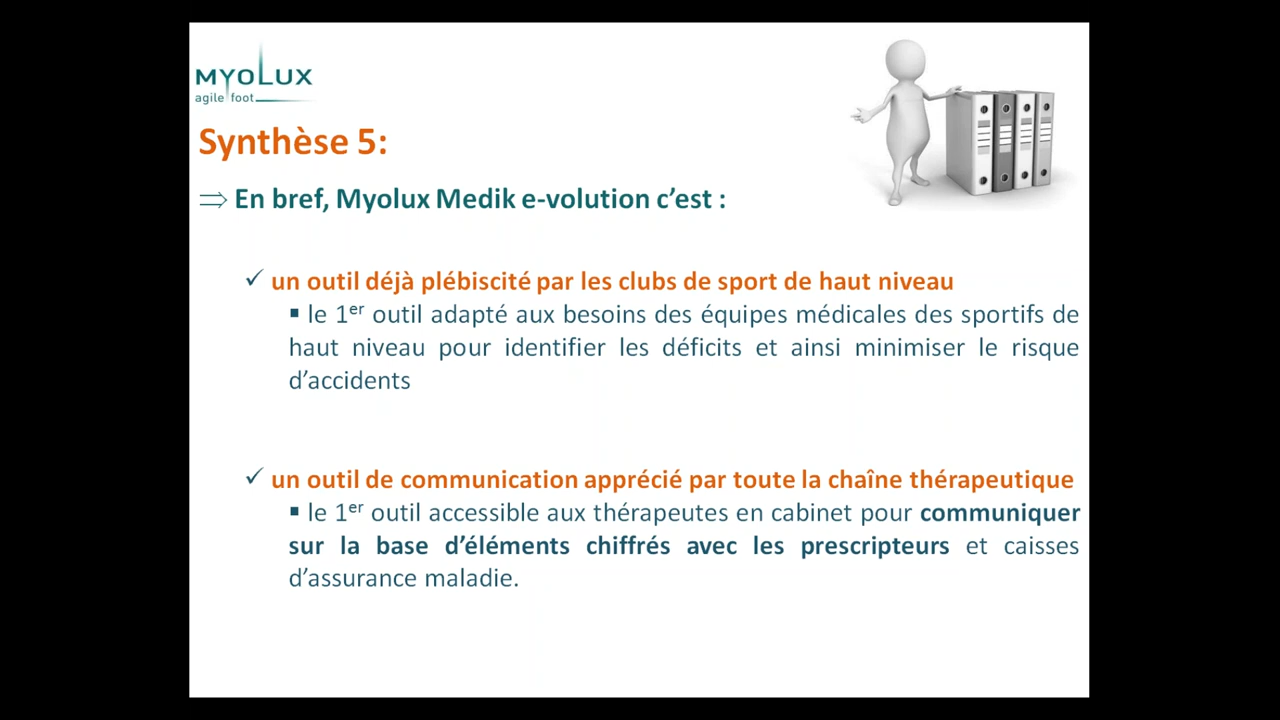 MYOLUX
agile foot
Synthèse 5:
⇒ En bref, Myolux Medik e-volution c’est :
✓ un outil déjà plébiscité par les clubs de sport de haut niveau
▪ le 1er outil adapté aux besoins des équipes médicales des sportifs de
haut niveau pour identifier les déficits et ainsi minimiser le risque
d’accidents
✓ un outil de communication apprécié par toute la chaîne thérapeutique
▪ le 1er outil accessible aux thérapeutes en cabinet pour communiquer
sur la base d’éléments chiffrés avec les prescripteurs et caisses
d’assurance maladie.